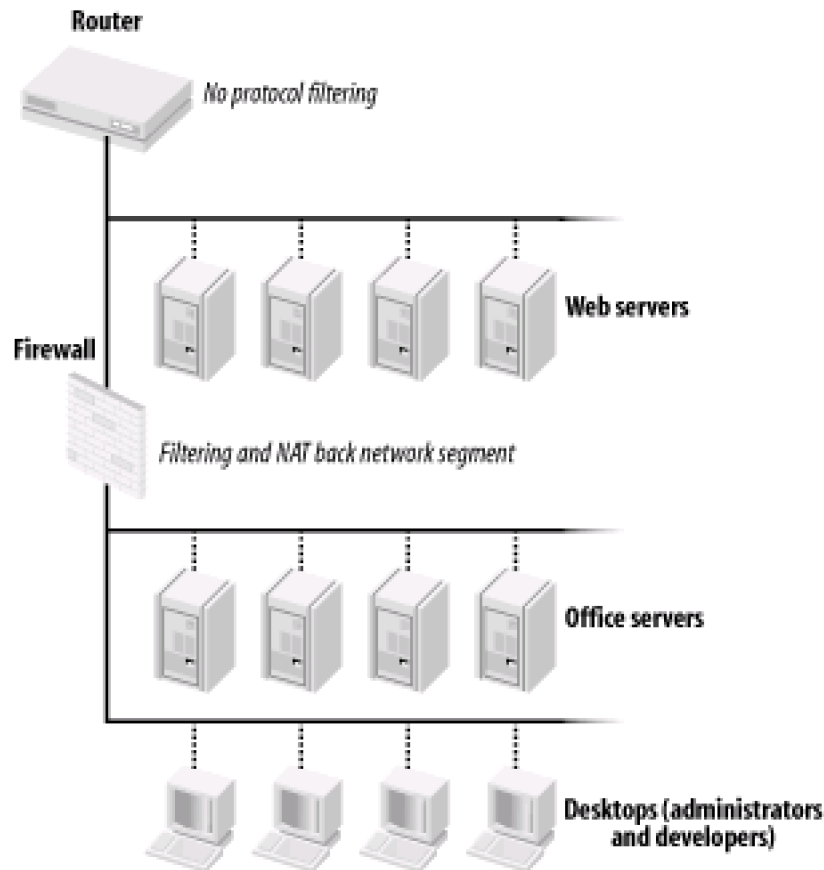 Router
No protocol filtering
Web servers
Firewall
Filtering and NAT back network segment
Office servers
Desktops (administrators
and developers)